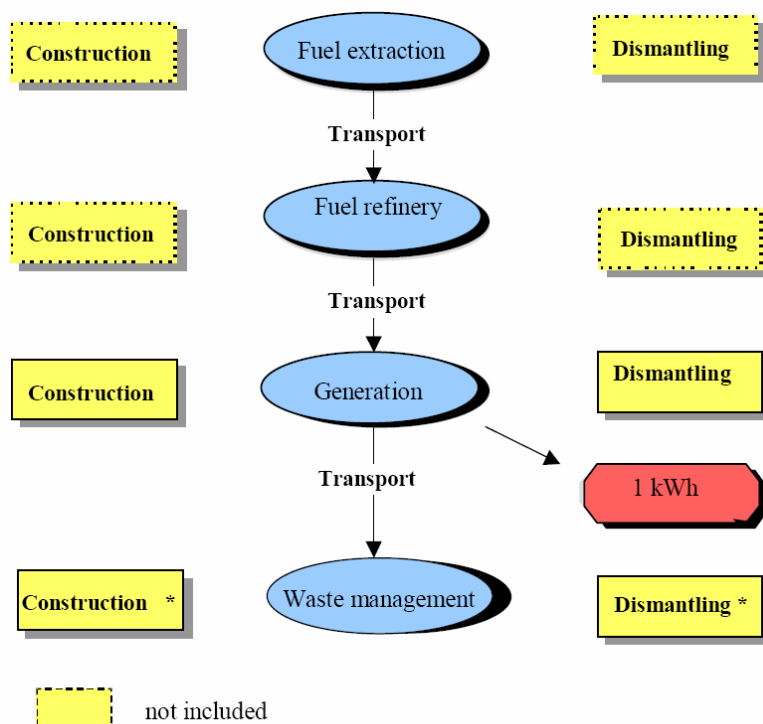 Construction
Fuel extraction
Dismantling
Transport
Construction
Fuel refinery
Dismantling
Transport
Construction
Generation
Dismantling
Transport
1 kWh
Construction *
Waste management
Dismantling *
not included